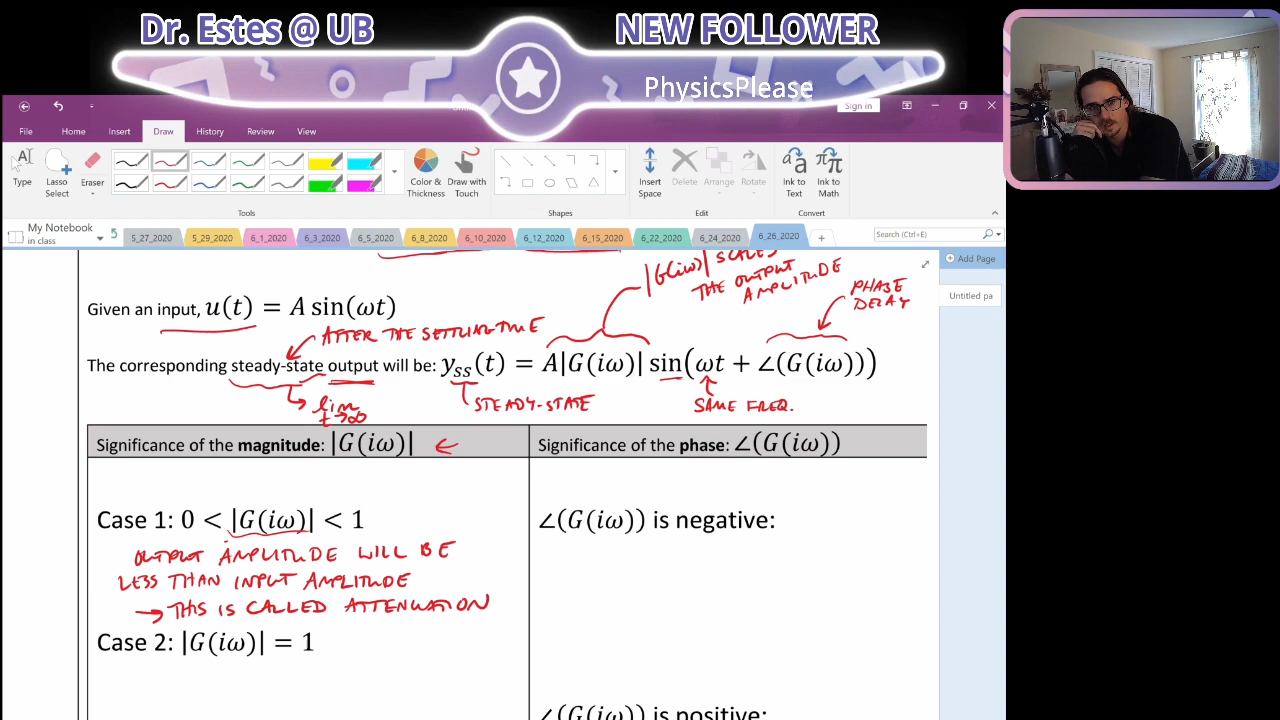 Dr. Estes @ UB
NEW FOLLOWER
PhysicsPlease
Sign in
File Home Insert Draw History Review View
Type
Lasso Select
Eraser
Color & Thickness
Draw with Touch
Insert Space
Delete
Arrange
Rotate
Ink to Text
Ink to Math
Tools
Shapes
Edit
Convert
My Notebook
in class
5
5_27_2020 5_29_2020 6_1_2020 6_3_2020 6_5_2020 6_8_2020 6_10_2020 6_12_2020 6_15_2020 6_22_2020 6_24_2020 6_26_2020 +
Search (Ctrl+E)
Add Page
Untitled pa
|G(iω)| SCALES
THE OUTPUT
AMPLITUDE
PHASE
DELAY
Given an input, u(t) = A sin(ωt)
AFTER THE SETTLING TIME
The corresponding steady-state output will be: y_ss(t) = A|G(iω)| sin(ωt + ∠(G(iω)))
lim t→∞
STEADY-STATE
SAME FREQ.
Significance of the magnitude: |G(iω)| ←
Significance of the phase: ∠(G(iω))
Case 1: 0 < |G(iω)| < 1
OUTPUT AMPLITUDE WILL BE
LESS THAN INPUT AMPLITUDE
→ THIS IS CALLED ATTENUATION
Case 2: |G(iω)| = 1
∠(G(iω)) is negative:
∠(G(iω)) is positive: